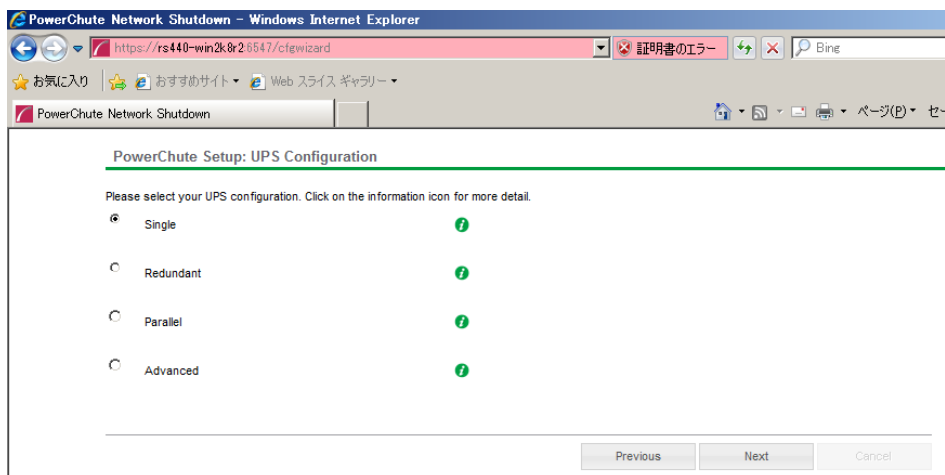 PowerChute Network Shutdown - Windows Internet Explorer
https://rs440-win2k8r2:6547/cfgwizard
証明書のエラー
Bing
お気に入り
おすすめサイト
Web スライス ギャラリー
PowerChute Network Shutdown
ページ(P)
セー
PowerChute Setup: UPS Configuration
Please select your UPS configuration. Click on the information icon for more detail.
Single
Redundant
Parallel
Advanced
Previous
Next
Cancel